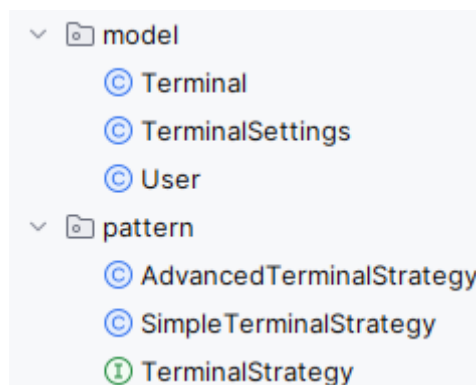 model
C Terminal
C TerminalSettings
C User
pattern
C AdvancedTerminalStrategy
C SimpleTerminalStrategy
I TerminalStrategy